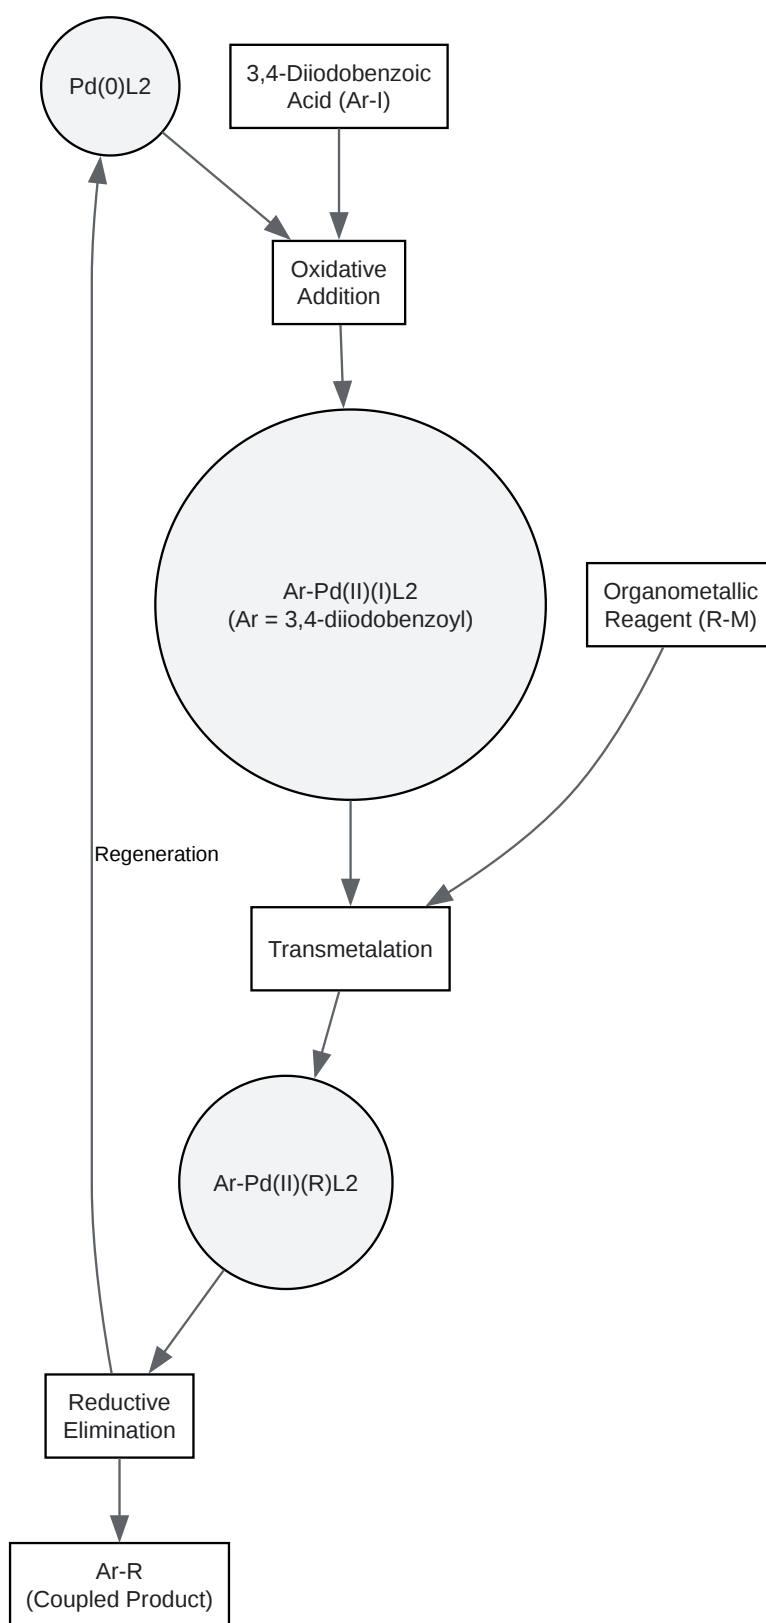 Pd(0)L2
3,4-Diiodobenzoic
Acid (Ar-I)
Oxidative
Addition
Ar-Pd(II)(I)L2
(Ar = 3,4-diiodobenzoyl)
Organometallic
Reagent (R-M)
Regeneration
Transmetalation
Ar-Pd(II)(R)L2
Reductive
Elimination
Ar-R
(Coupled Product)